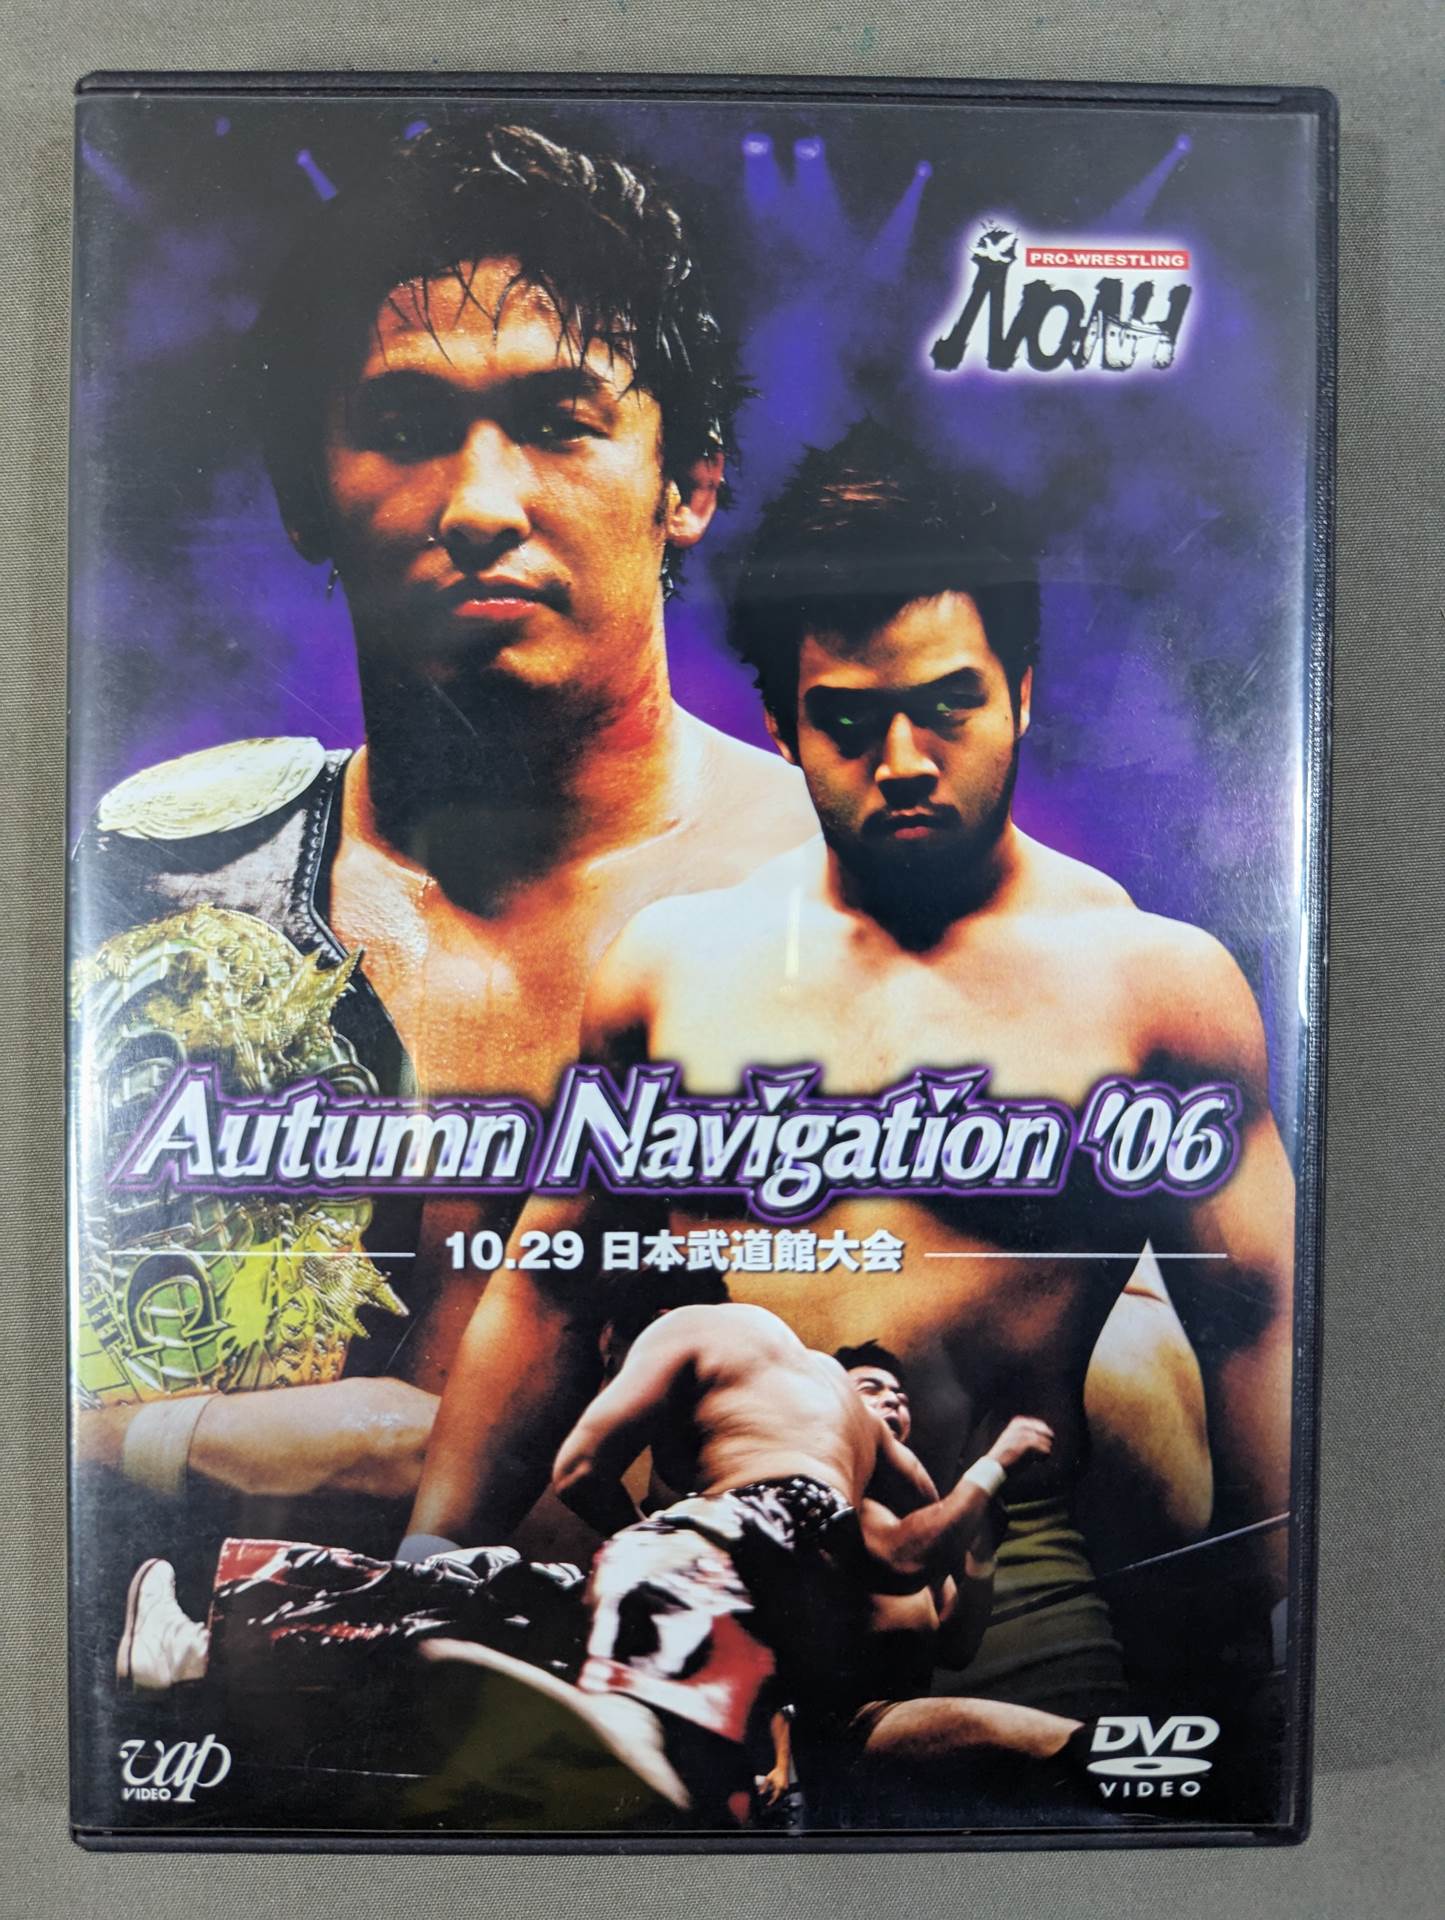 PRO-WRESTLING
NOAH
Autumn Navigation '06
10.29 日本武道館大会
vap
VIDEO
DVD
VIDEO